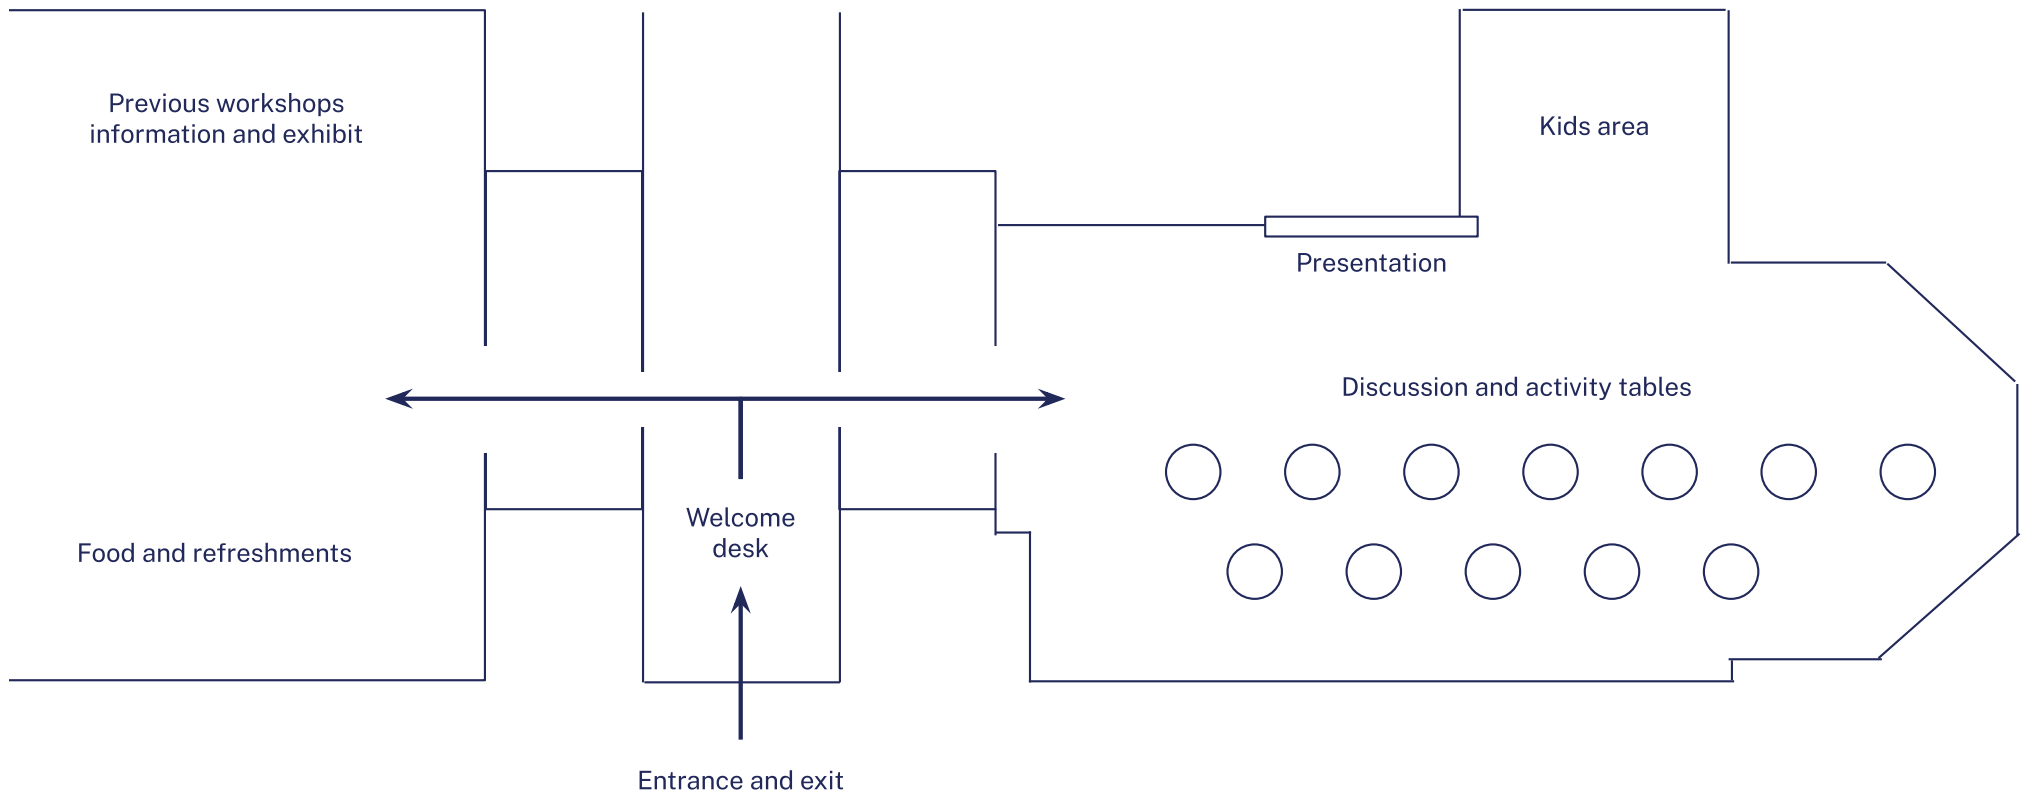 Previous workshops
information and exhibit
Kids area
Presentation
Discussion and activity tables
Welcome
desk
Food and refreshments
Entrance and exit